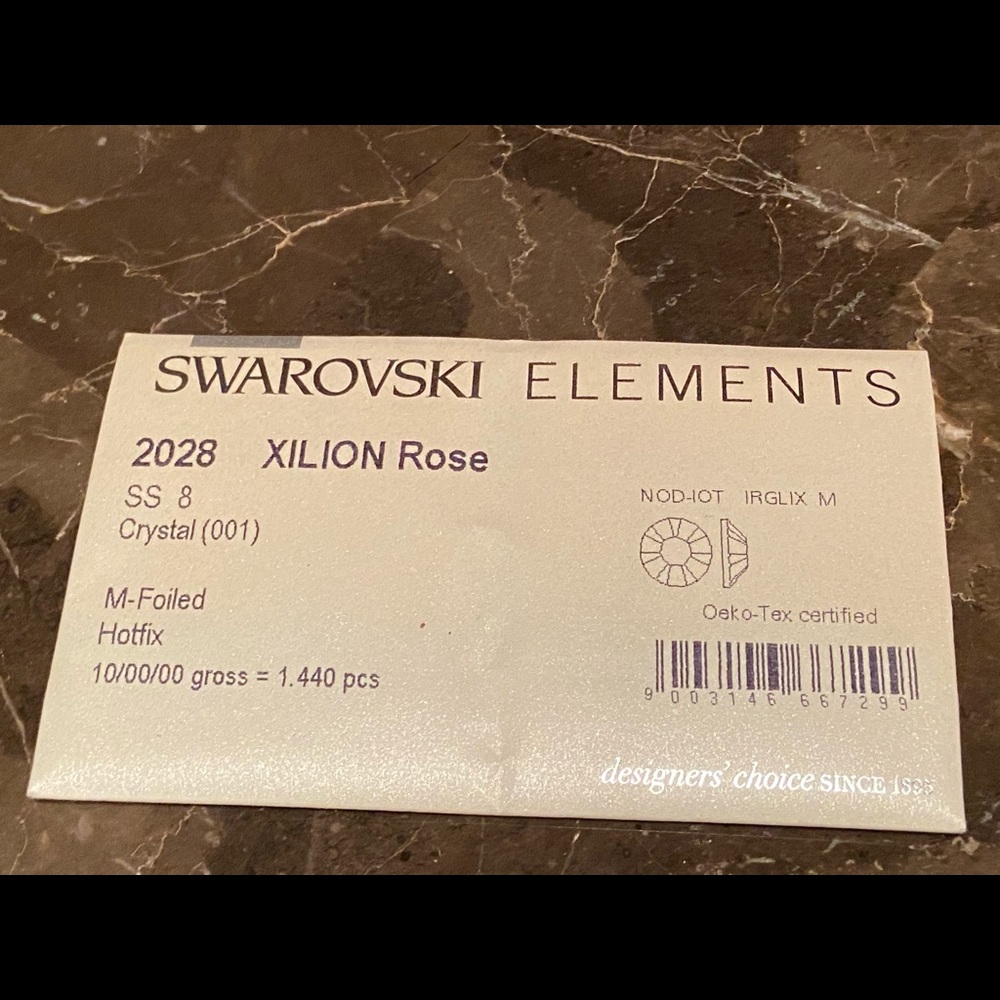 SWAROVSKI ELEMENTS
2028 XILION Rose
SS 8
Crystal (001)
NOD-IOT IRGLIX M
M-Foiled
Hotfix
10/00/00 gross = 1.440 pcs
Oeko-Tex certified
9 003146 667299
designers' choice SINCE 1895